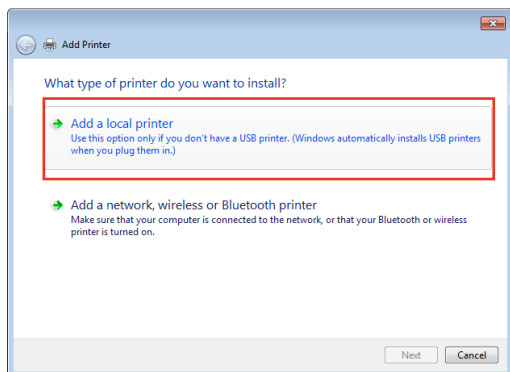 Add Printer
What type of printer do you want to install?
Add a local printer
Use this option only if you don't have a USB printer. (Windows automatically installs USB printers
when you plug them in.)
Add a network, wireless or Bluetooth printer
Make sure that your computer is connected to the network, or that your Bluetooth or wireless
printer is turned on.
Next Cancel